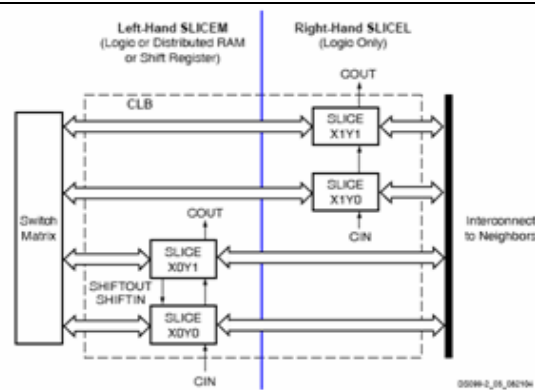 Left-Hand SLICEM
(Logic or Distributed RAM
or Shift Register)
Right-Hand SLICEL
(Logic Only)
COUT
CLB
SLICE
X1Y1
SLICE
X1Y0
Switch
Matrix
COUT
CIN
Interconnect
to Neighbors
SLICE
X0Y1
SHIFTOUT
SHIFTIN
SLICE
X0Y0
CIN
DS099-2_05_082104